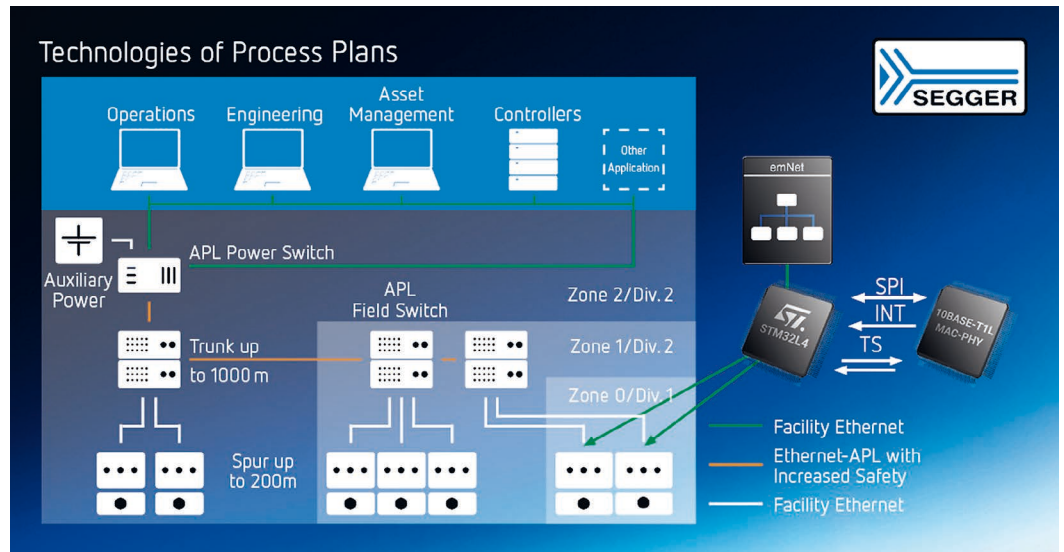 Technologies of Process Plans
SEGGER
Operations
Engineering
Asset
Management
Controllers
Other
Application
emNet
Auxiliary
Power
APL Power Switch
APL
Field Switch
Zone 2/Div. 2
Trunk up
to 1000 m
Zone 1/Div. 2
Zone 0/Div.1
Spur up
to 200m
ST
STM32L4
SPI
INT
TS
10BASE-T1L
MAC-PHY
Facility Ethernet
Ethernet-APL with
Increased Safety
Facility Ethernet